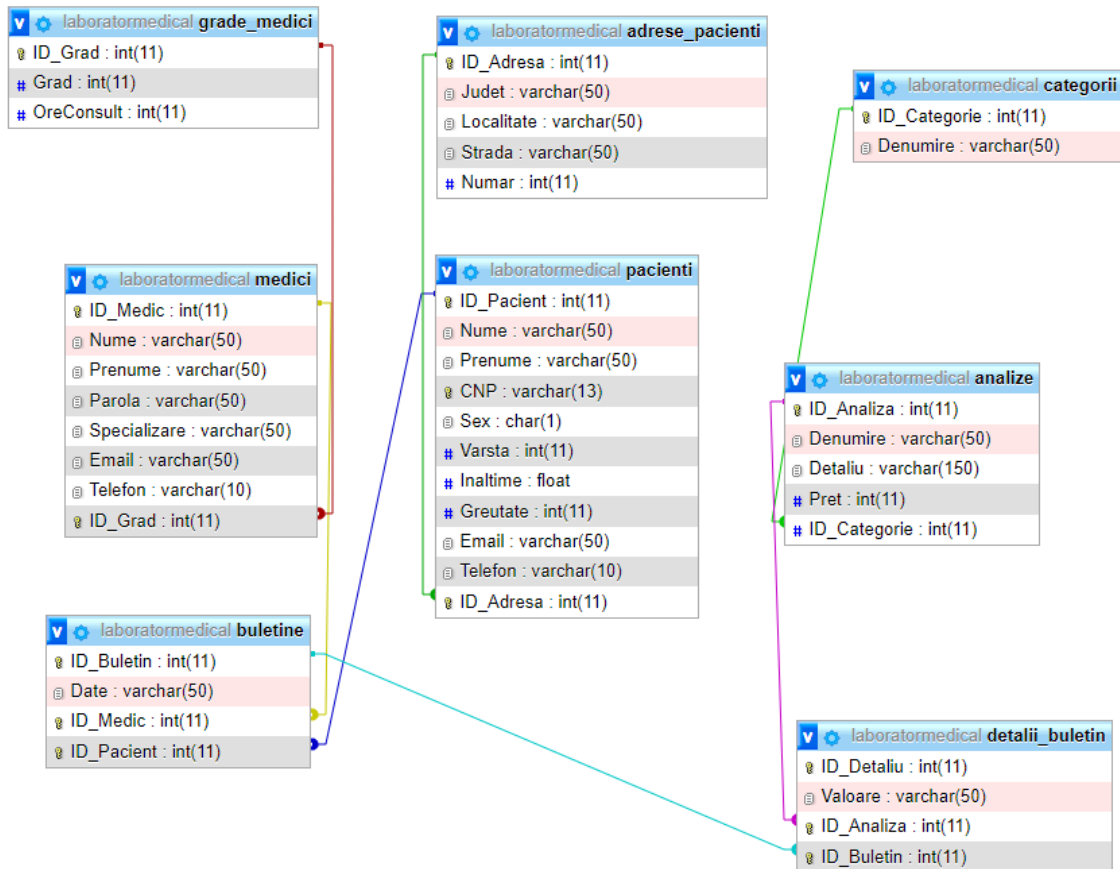 laboratormedical grade_medici
ID_Grad : int(11)
Grad : int(11)
OreConsult : int(11)
laboratormedical adrese_pacienti
ID_Adresa : int(11)
Judet : varchar(50)
Localitate : varchar(50)
Strada : varchar(50)
Numar : int(11)
laboratormedical categorii
ID_Categorie : int(11)
Denumire : varchar(50)
laboratormedical medici
ID_Medic : int(11)
Nume : varchar(50)
Prenume : varchar(50)
Parola : varchar(50)
Specializare : varchar(50)
Email : varchar(50)
Telefon : varchar(10)
ID_Grad : int(11)
laboratormedical pacienti
ID_Pacient : int(11)
Nume : varchar(50)
Prenume : varchar(50)
CNP : varchar(13)
Sex : char(1)
Varsta : int(11)
Inaltime : float
Greutate : int(11)
Email : varchar(50)
Telefon : varchar(10)
ID_Adresa : int(11)
laboratormedical analize
ID_Analiza : int(11)
Denumire : varchar(50)
Detaliu : varchar(150)
Pret : int(11)
ID_Categorie : int(11)
laboratormedical buletine
ID_Buletin : int(11)
Date : varchar(50)
ID_Medic : int(11)
ID_Pacient : int(11)
laboratormedical detalii_buletin
ID_Detaliu : int(11)
Valoare : varchar(50)
ID_Analiza : int(11)
ID_Buletin : int(11)